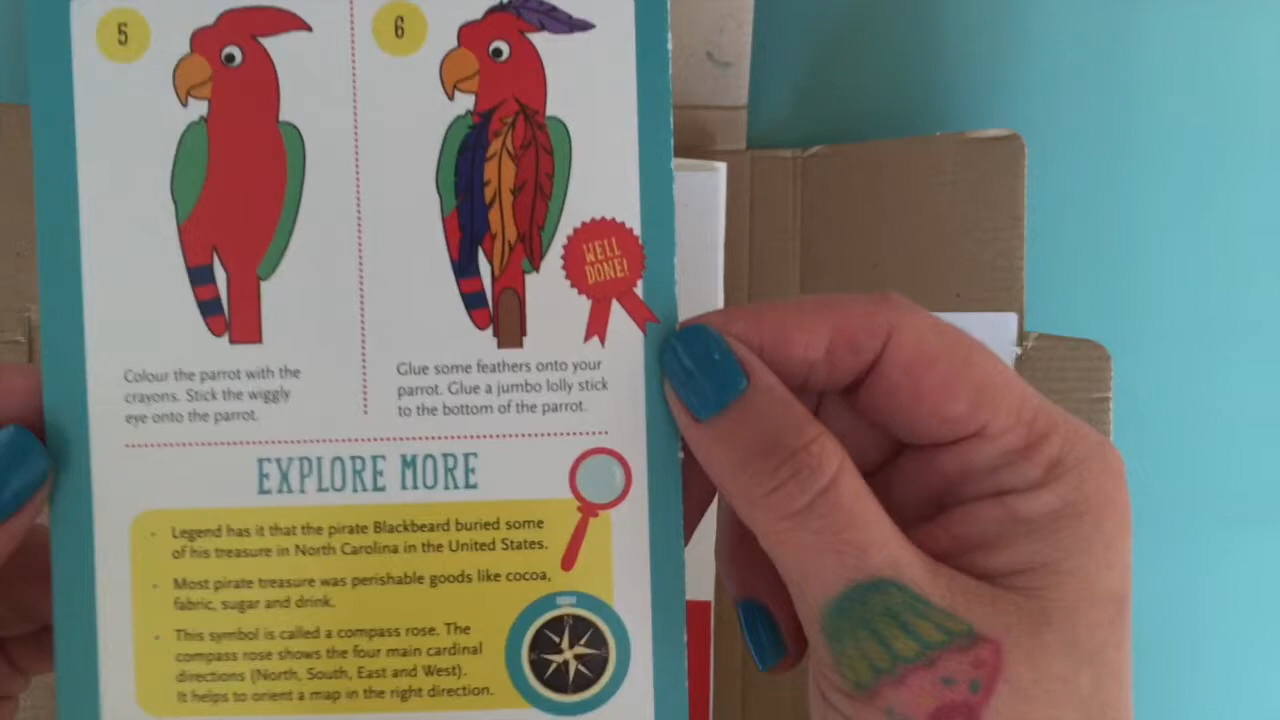 5
6
WELL
DONE!
Colour the parrot with the
crayons. Stick the wiggly
eye onto the parrot.
Glue some feathers onto your
parrot. Glue a jumbo lolly stick
to the bottom of the parrot.
EXPLORE MORE
- Legend has it that the pirate Blackbeard buried some
of his treasure in North Carolina in the United States.
- Most pirate treasure was perishable goods like cocoa,
fabric, sugar and drink.
- This symbol is called a compass rose. The
compass rose shows the four main cardinal
directions (North, South, East and West).
It helps to orient a map in the right direction.
N